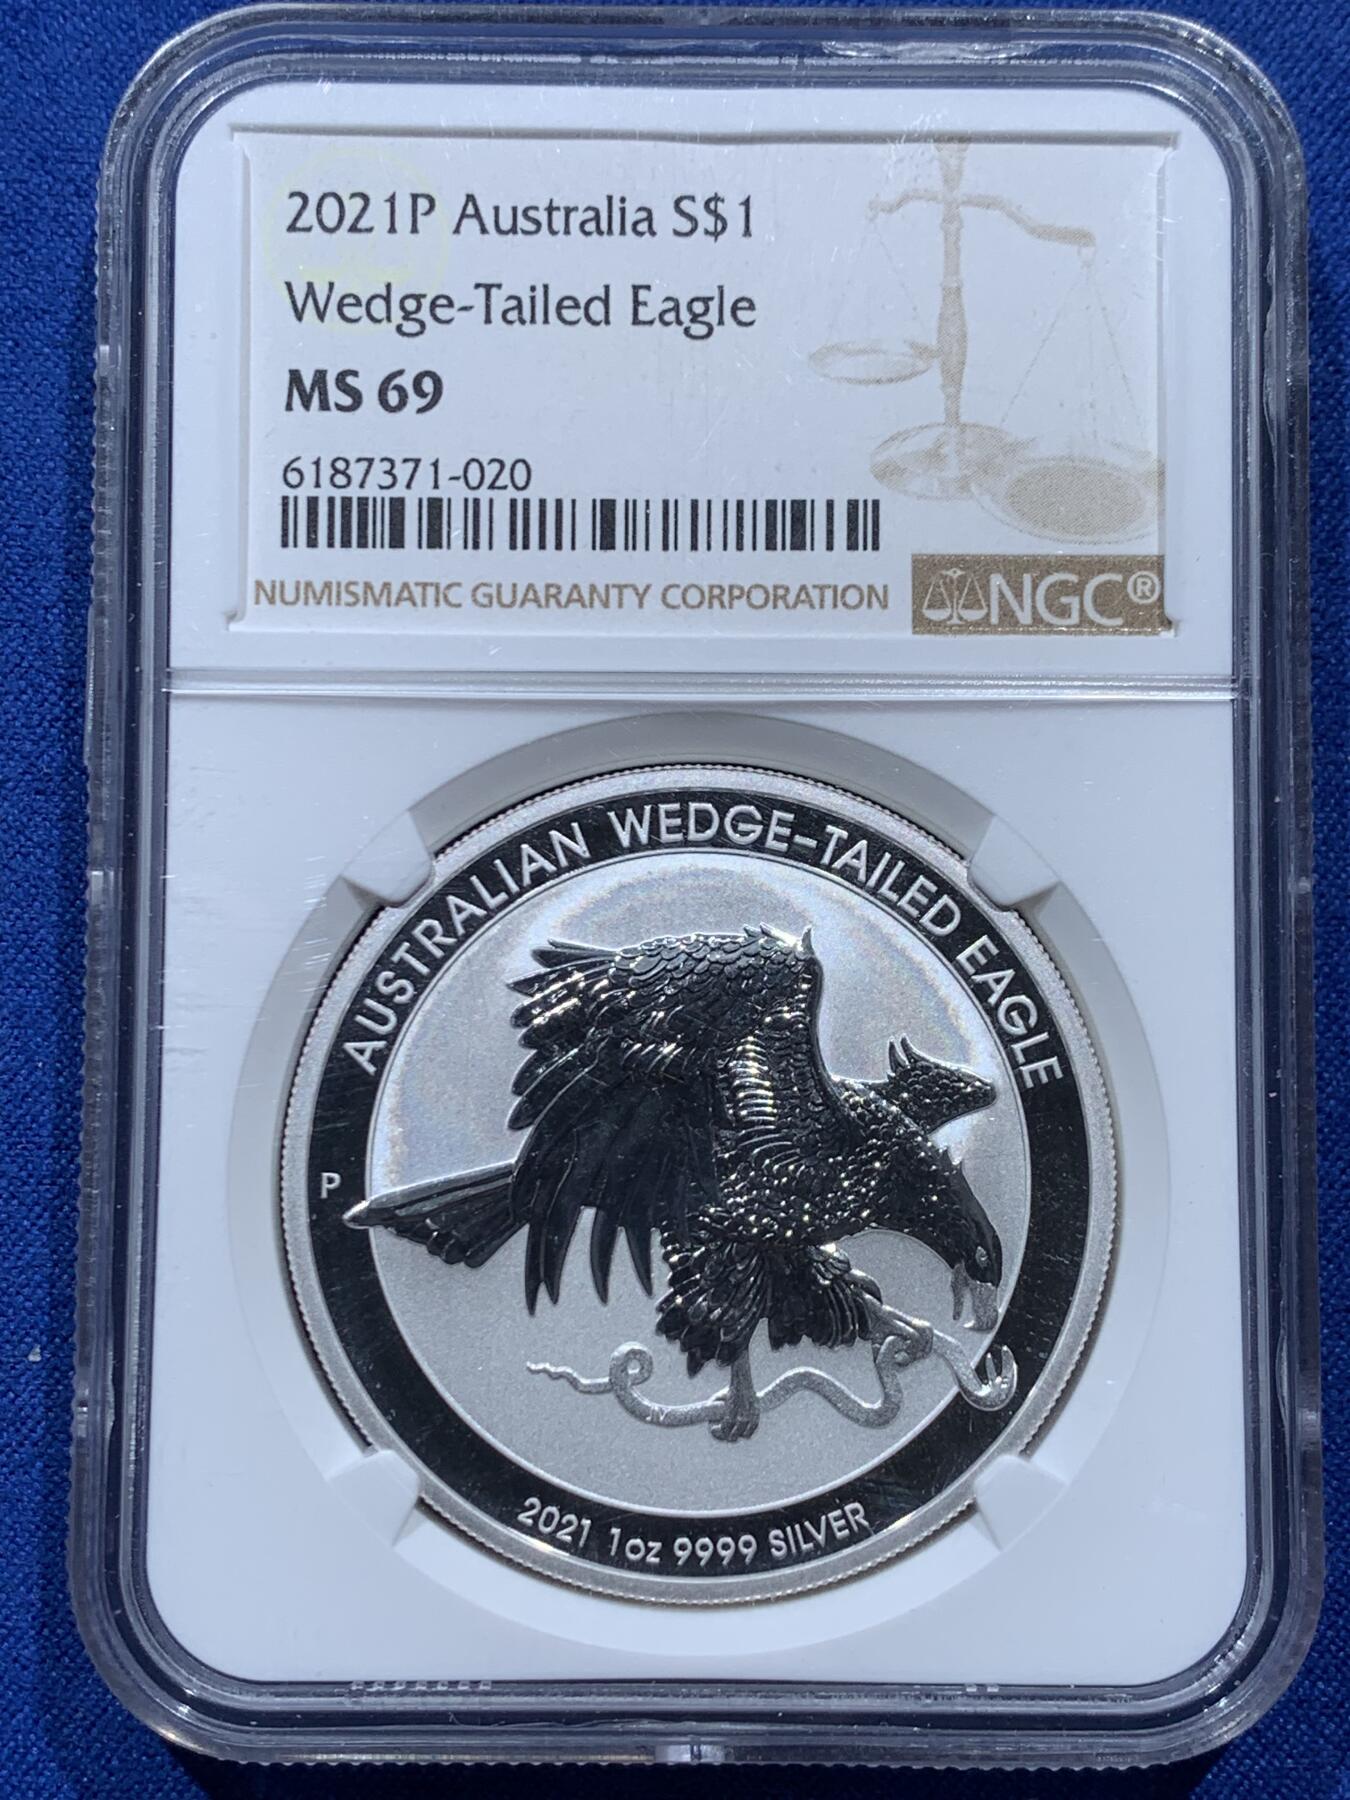 2021P Australia S$1
Wedge-Tailed Eagle
MS 69
6187371-020
NUMISMATIC GUARANTY CORPORATION
NGC®
AUSTRALIAN WEDGE-TAILED EAGLE
P
2021 1oz 9999 SILVER